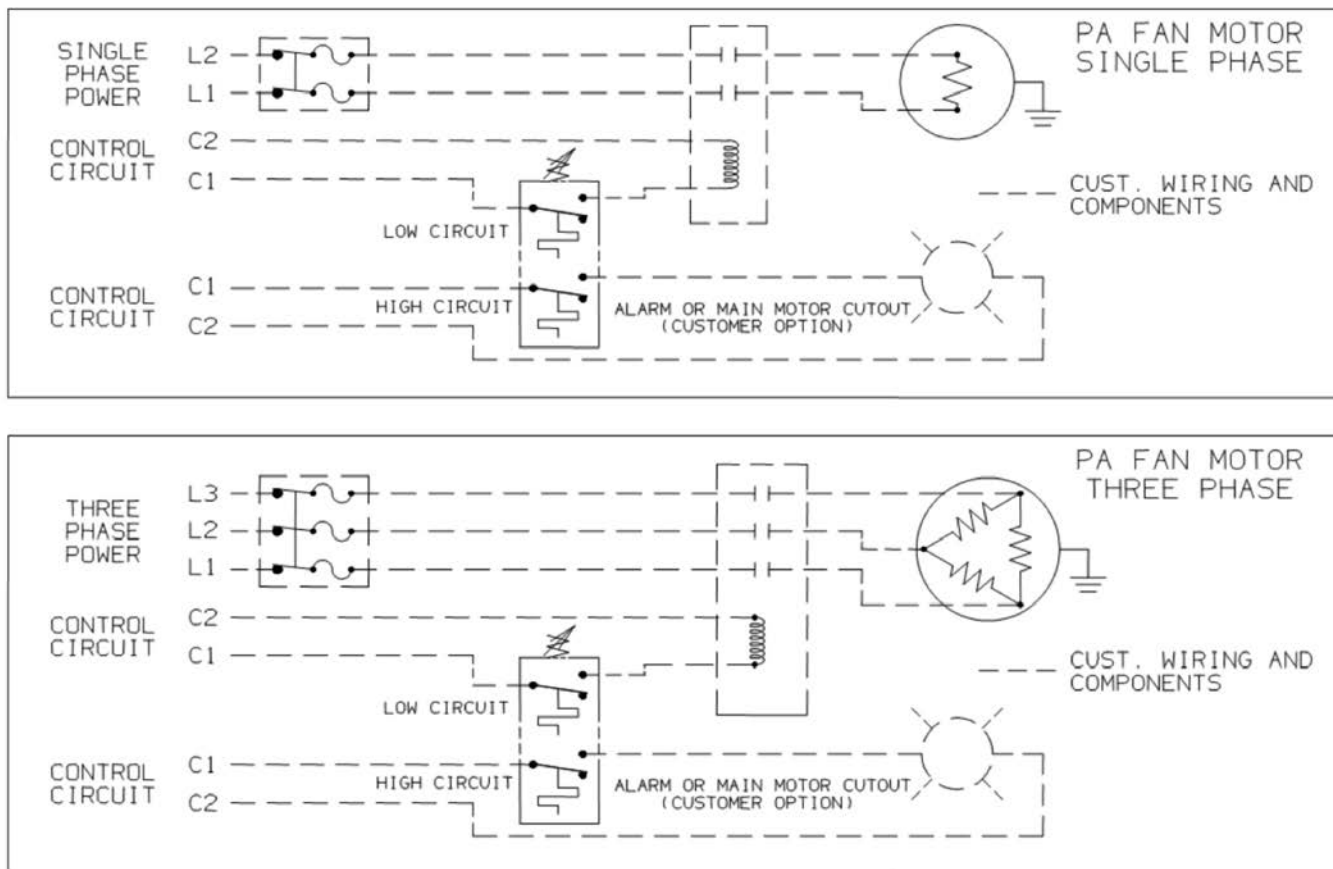 SINGLE
PHASE
POWER
L2
L1
PA FAN MOTOR
SINGLE PHASE
CONTROL
CIRCUIT
C2
C1
CUST. WIRING AND
COMPONENTS
LOW CIRCUIT
CONTROL
CIRCUIT
C1
C2
HIGH CIRCUIT
ALARM OR MAIN MOTOR CUTOUT
(CUSTOMER OPTION)
THREE
PHASE
POWER
L3
L2
L1
PA FAN MOTOR
THREE PHASE
CONTROL
CIRCUIT
C2
C1
CUST. WIRING AND
COMPONENTS
LOW CIRCUIT
CONTROL
CIRCUIT
C1
C2
HIGH CIRCUIT
ALARM OR MAIN MOTOR CUTOUT
(CUSTOMER OPTION)